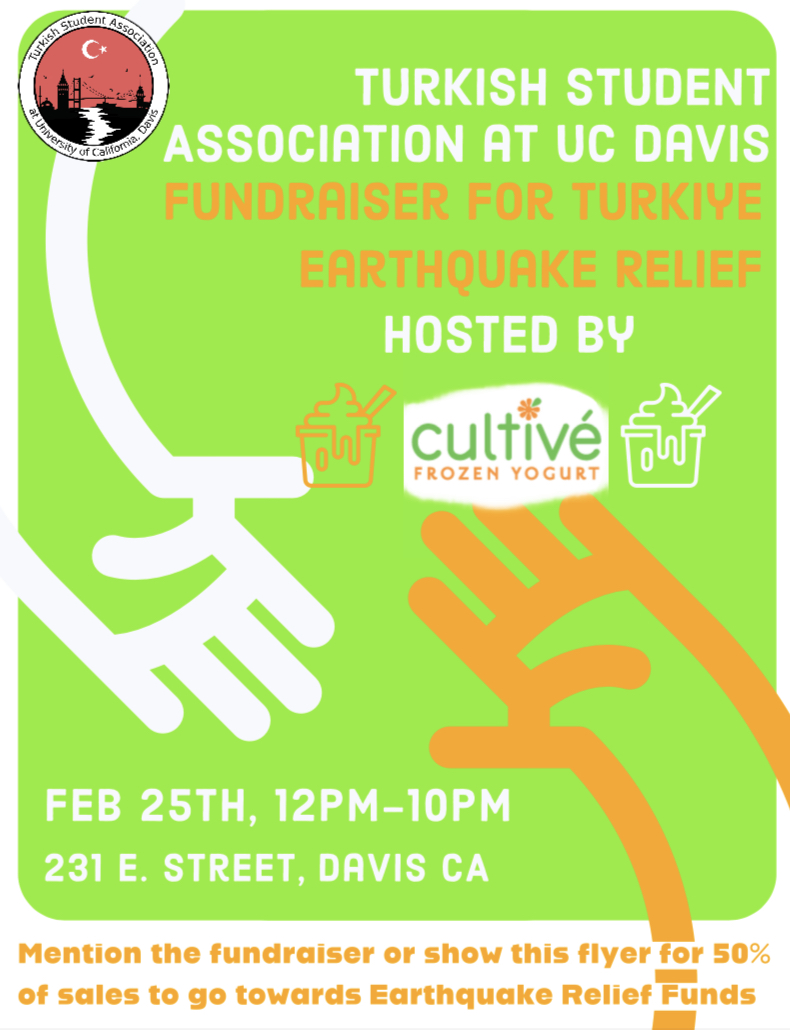 Turkish Student Association
at University of California, Davis
TURKISH STUDENT
ASSOCIATION AT UC DAVIS
FUNDRAISER FOR TURKIYE
EARTHQUAKE RELIEF
HOSTED BY
cultivé
FROZEN YOGURT
FEB 25TH, 12PM–10PM
231 E. STREET, DAVIS CA
Mention the fundraiser or show this flyer for 50%
of sales to go towards Earthquake Relief Funds